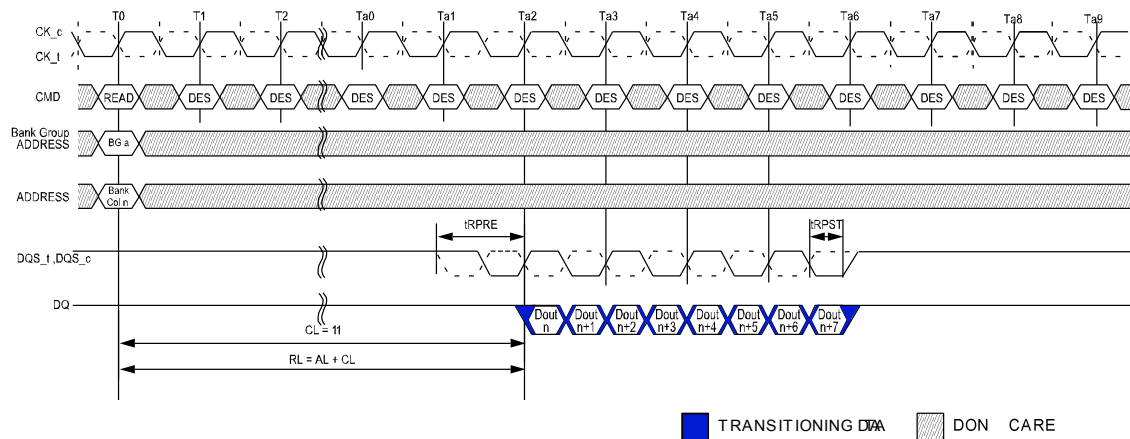 T0 T1 T2 Ta0 Ta1 Ta2 Ta3 Ta4 Ta5 Ta6 Ta7 Ta8 Ta9
CK_c
CK_t
CMD READ DES DES DES DES DES DES DES DES DES DES DES DES
Bank Group
ADDRESS BG a
ADDRESS Bank
Col n
tRPRE tRPST
DQS_t ,DQS_c
DQ Dout Dout Dout Dout Dout Dout Dout Dout
n n+1 n+2 n+3 n+4 n+5 n+6 n+7
CL = 11
RL = AL + CL
TRANSITIONING DATA DON CARE